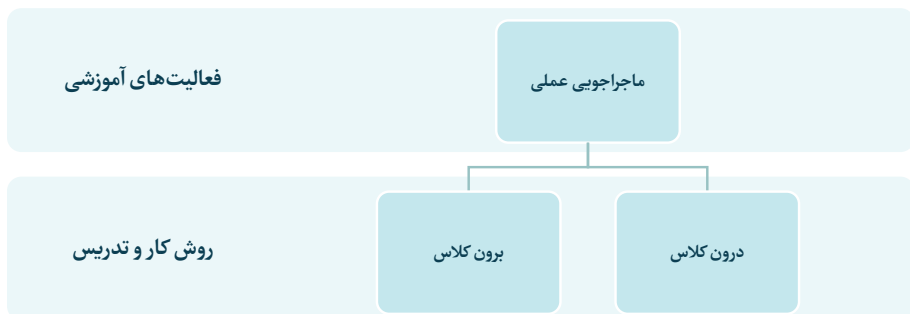 ماجراجویی عملی
فعالیت‌های آموزشی
درون کلاس
برون کلاس
روش کار و تدریس